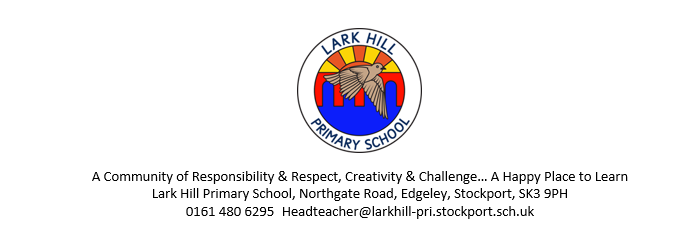 LARK HILL
PRIMARY SCHOOL
A Community of Responsibility & Respect, Creativity & Challenge... A Happy Place to Learn
Lark Hill Primary School, Northgate Road, Edgeley, Stockport, SK3 9PH
0161 480 6295 Headteacher@larkhill-pri.stockport.sch.uk